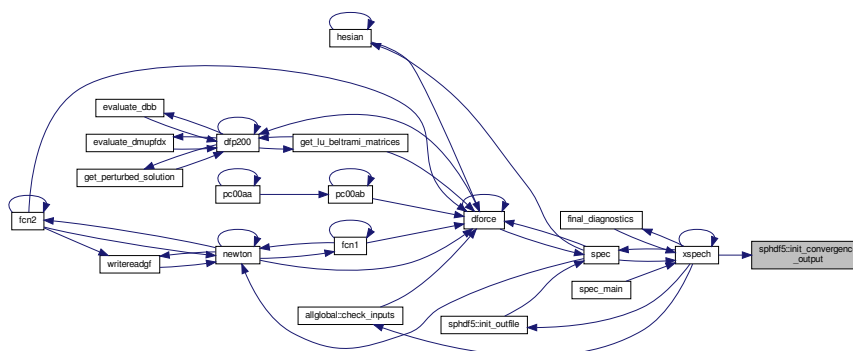 hesian
evaluate_dbb
evaluate_dmupfdx
dfp200
get_lu_beltrami_matrices
get_perturbed_solution
pc00aa
pc00ab
fcn2
dforce
final_diagnostics
newton
fcn1
spec
xspech
sphdf5::init_convergence
_output
writereadgf
spec_main
allglobal::check_inputs
sphdf5::init_outfile